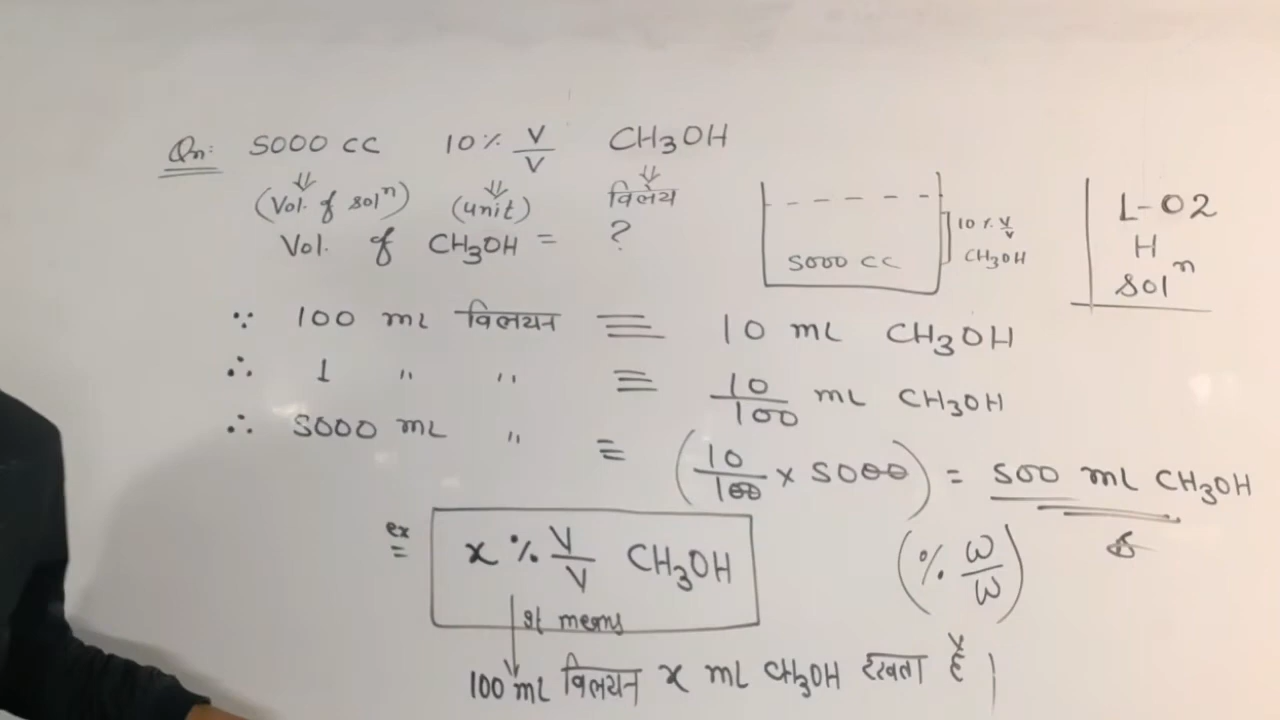 Qn: 5000 CC 10% V/V CH3OH
⇓ ⇓ ⇓
(Vol. of solⁿ) (unit) विलेय
Vol. of CH3OH = ?
5000 CC
10% V/V
CH3OH
L-02
H
solⁿ
∵ 100 mL विलयन ≡ 10 mL CH3OH
∴ 1 " " ≡ 10/100 mL CH3OH
∴ 5000 mL " ≡ (10/100 × 5000) = 500 mL CH3OH
ex = x % V/V CH3OH
(% w/w)
It means
100 mL विलयन x mL CH3OH रखता है।